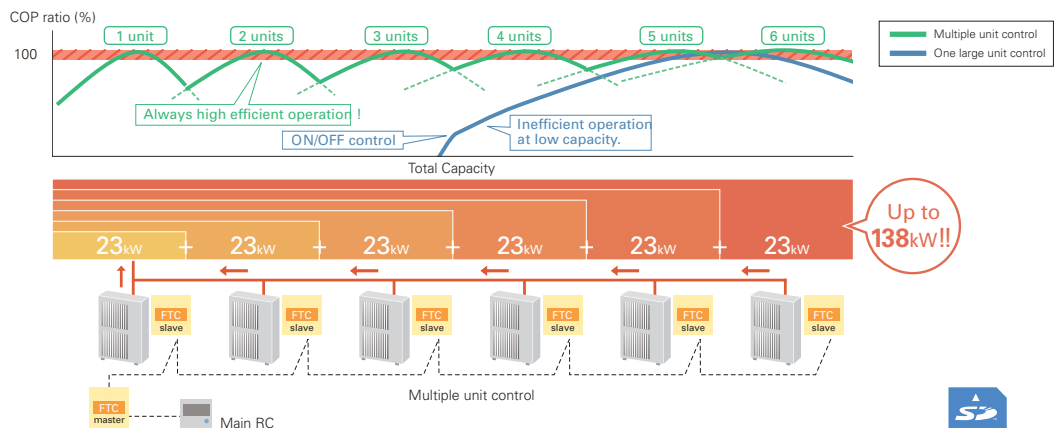 COP ratio (%)
100
1 unit
2 units
3 units
4 units
5 units
6 units
Multiple unit control
One large unit control
Always high efficient operation !
ON/OFF control
Inefficient operation
at low capacity.
Total Capacity
23kW + 23kW + 23kW + 23kW + 23kW + 23kW
Up to
138kW!!
FTC
slave
FTC
slave
FTC
slave
FTC
slave
FTC
slave
FTC
slave
Multiple unit control
FTC
master
Main RC
SD